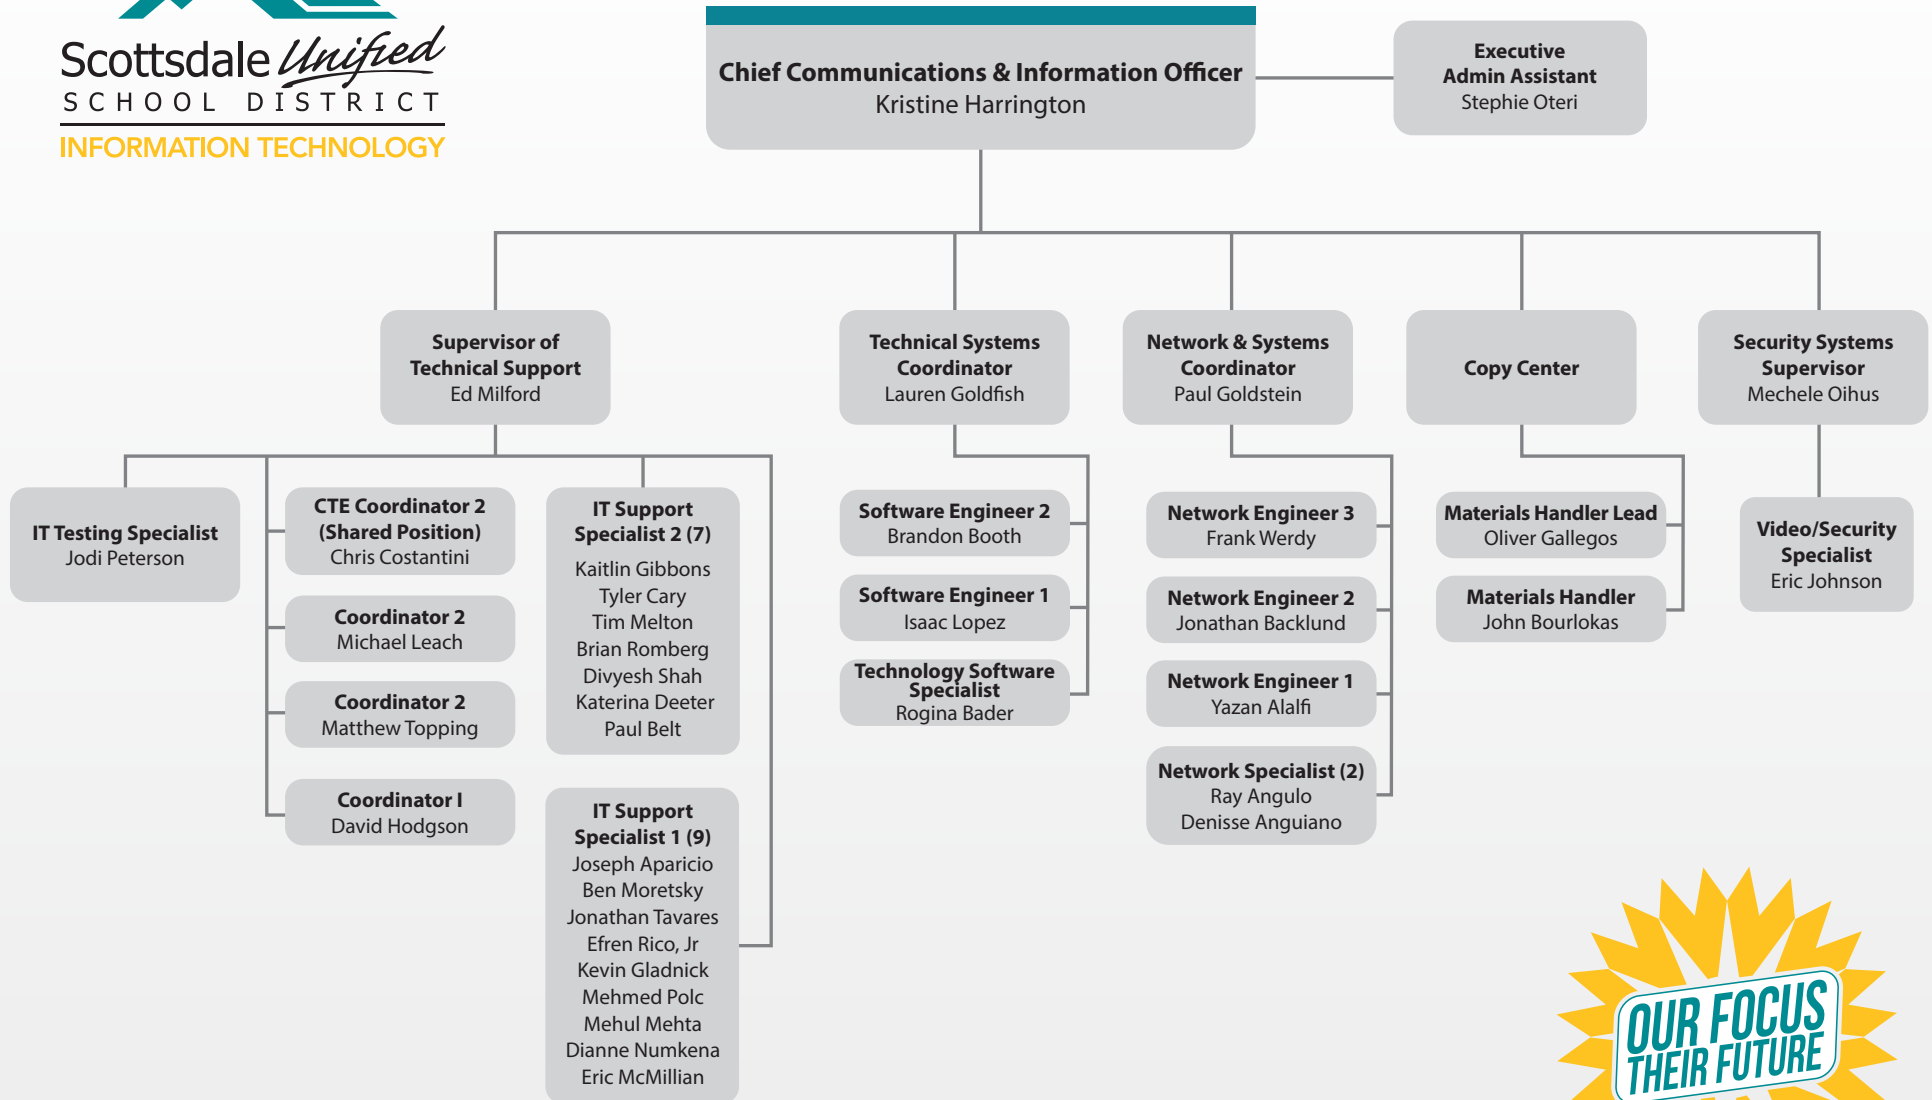 Scottsdale Unified
SCHOOL DISTRICT
INFORMATION TECHNOLOGY
Chief Communications & Information Officer
Kristine Harrington
Executive
Admin Assistant
Stephie Oteri
Supervisor of
Technical Support
Ed Milford
Technical Systems
Coordinator
Lauren Goldfish
Network & Systems
Coordinator
Paul Goldstein
Copy Center
Security Systems
Supervisor
Mechele Oihus
IT Testing Specialist
Jodi Peterson
CTE Coordinator 2
(Shared Position)
Chris Costantini
Coordinator 2
Michael Leach
Coordinator 2
Matthew Topping
Coordinator I
David Hodgson
IT Support
Specialist 2 (7)
Kaitlin Gibbons
Tyler Cary
Tim Melton
Brian Romberg
Divyesh Shah
Katerina Deeter
Paul Belt
IT Support
Specialist 1 (9)
Joseph Aparicio
Ben Moretsky
Jonathan Tavares
Efren Rico, Jr
Kevin Gladnick
Mehmed Polc
Mehul Mehta
Dianne Numkena
Eric McMillian
Software Engineer 2
Brandon Booth
Software Engineer 1
Isaac Lopez
Technology Software
Specialist
Rogina Bader
Network Engineer 3
Frank Werdy
Network Engineer 2
Jonathan Backlund
Network Engineer 1
Yazan Alalfi
Network Specialist (2)
Ray Angulo
Denisse Anguiano
Materials Handler Lead
Oliver Gallegos
Materials Handler
John Bourlokas
Video/Security
Specialist
Eric Johnson
OUR FOCUS
THEIR FUTURE